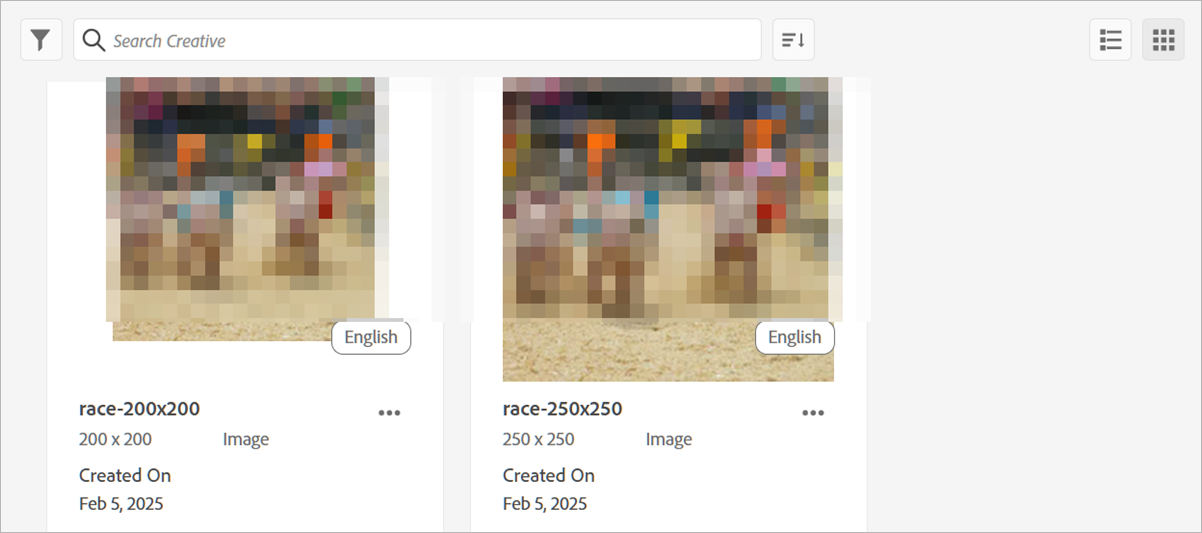 Search Creative
English
English
race-200x200
race-250x250
200 x 200 Image
250 x 250 Image
Created On
Created On
Feb 5, 2025
Feb 5, 2025